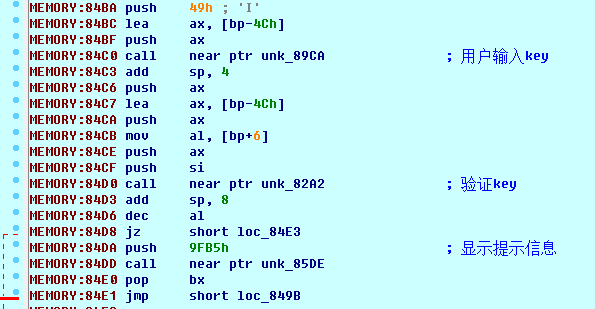 MEMORY:84BA push 49h ; 'I'
MEMORY:84BC lea ax, [bp-4Ch]
MEMORY:84BF push ax
MEMORY:84C0 call near ptr unk_89CA ; 用户输入key
MEMORY:84C3 add sp, 4
MEMORY:84C6 push ax
MEMORY:84C7 lea ax, [bp-4Ch]
MEMORY:84CA push ax
MEMORY:84CB mov al, [bp+6]
MEMORY:84CE push ax
MEMORY:84CF push si
MEMORY:84D0 call near ptr unk_82A2 ; 验证key
MEMORY:84D3 add sp, 8
MEMORY:84D6 dec al
MEMORY:84D8 jz short loc_84E3
MEMORY:84DA push 9FB5h ; 显示提示信息
MEMORY:84DD call near ptr unk_85DE
MEMORY:84E0 pop bx
MEMORY:84E1 jmp short loc_849B